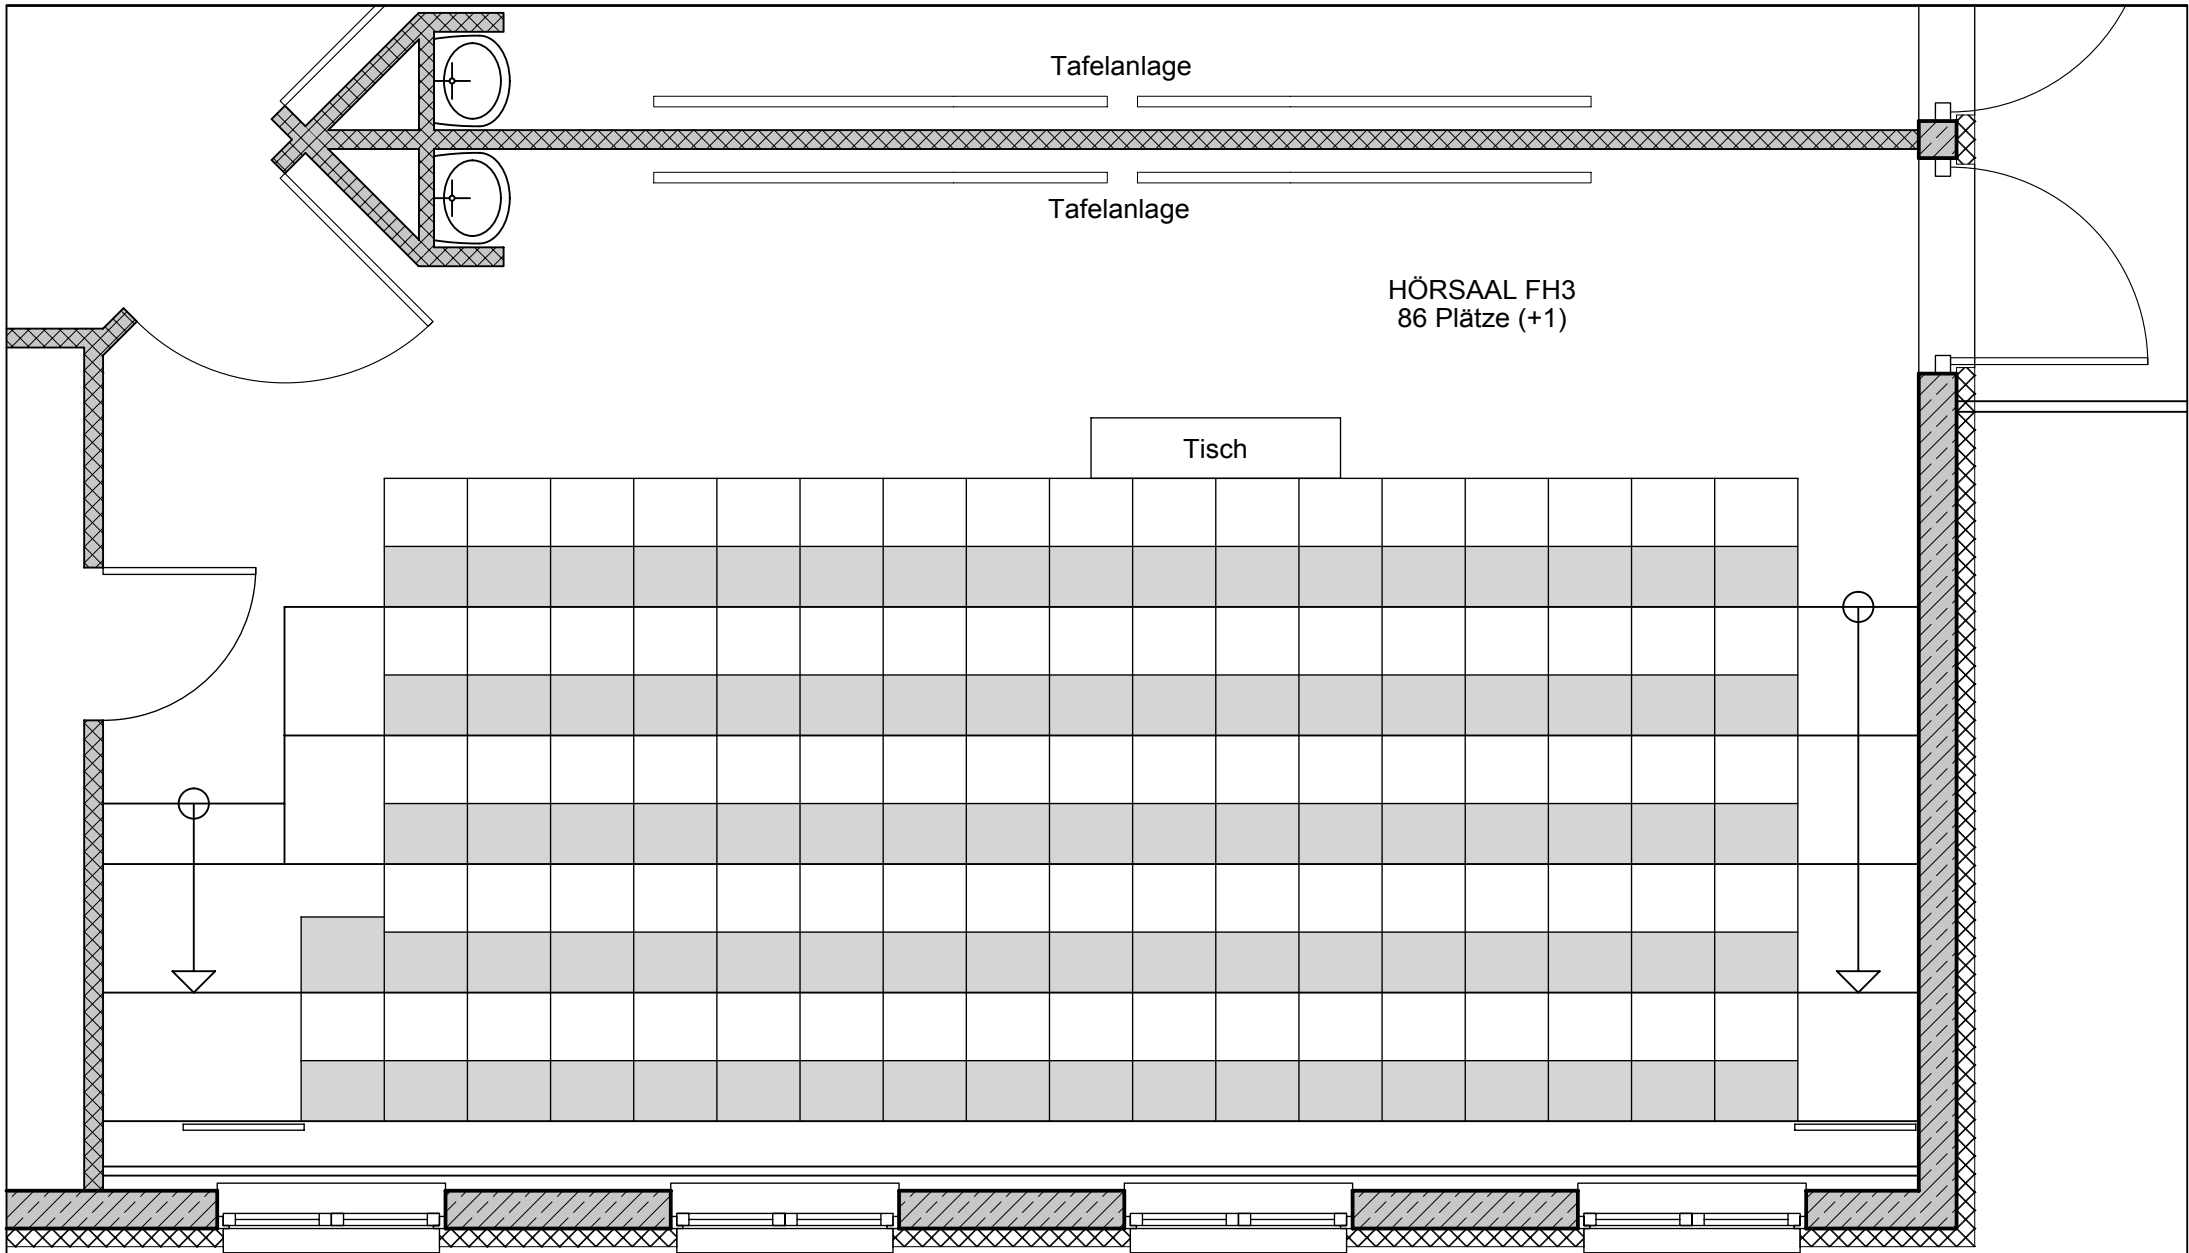 Tafelanlage
Tafelanlage
HÖRSAAL FH3
86 Plätze (+1)
Tisch